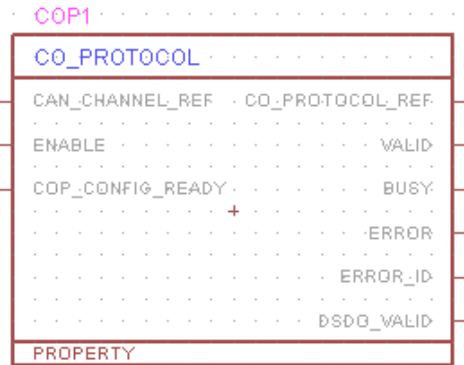 COP1
CO_PROTOCOL
CAN_CHANNEL_REF CO_PROTOCOL_REF
ENABLE VALID
COP_CONFIG_READY BUSY
ERROR
ERROR_ID
DSDO_VALID
PROPERTY